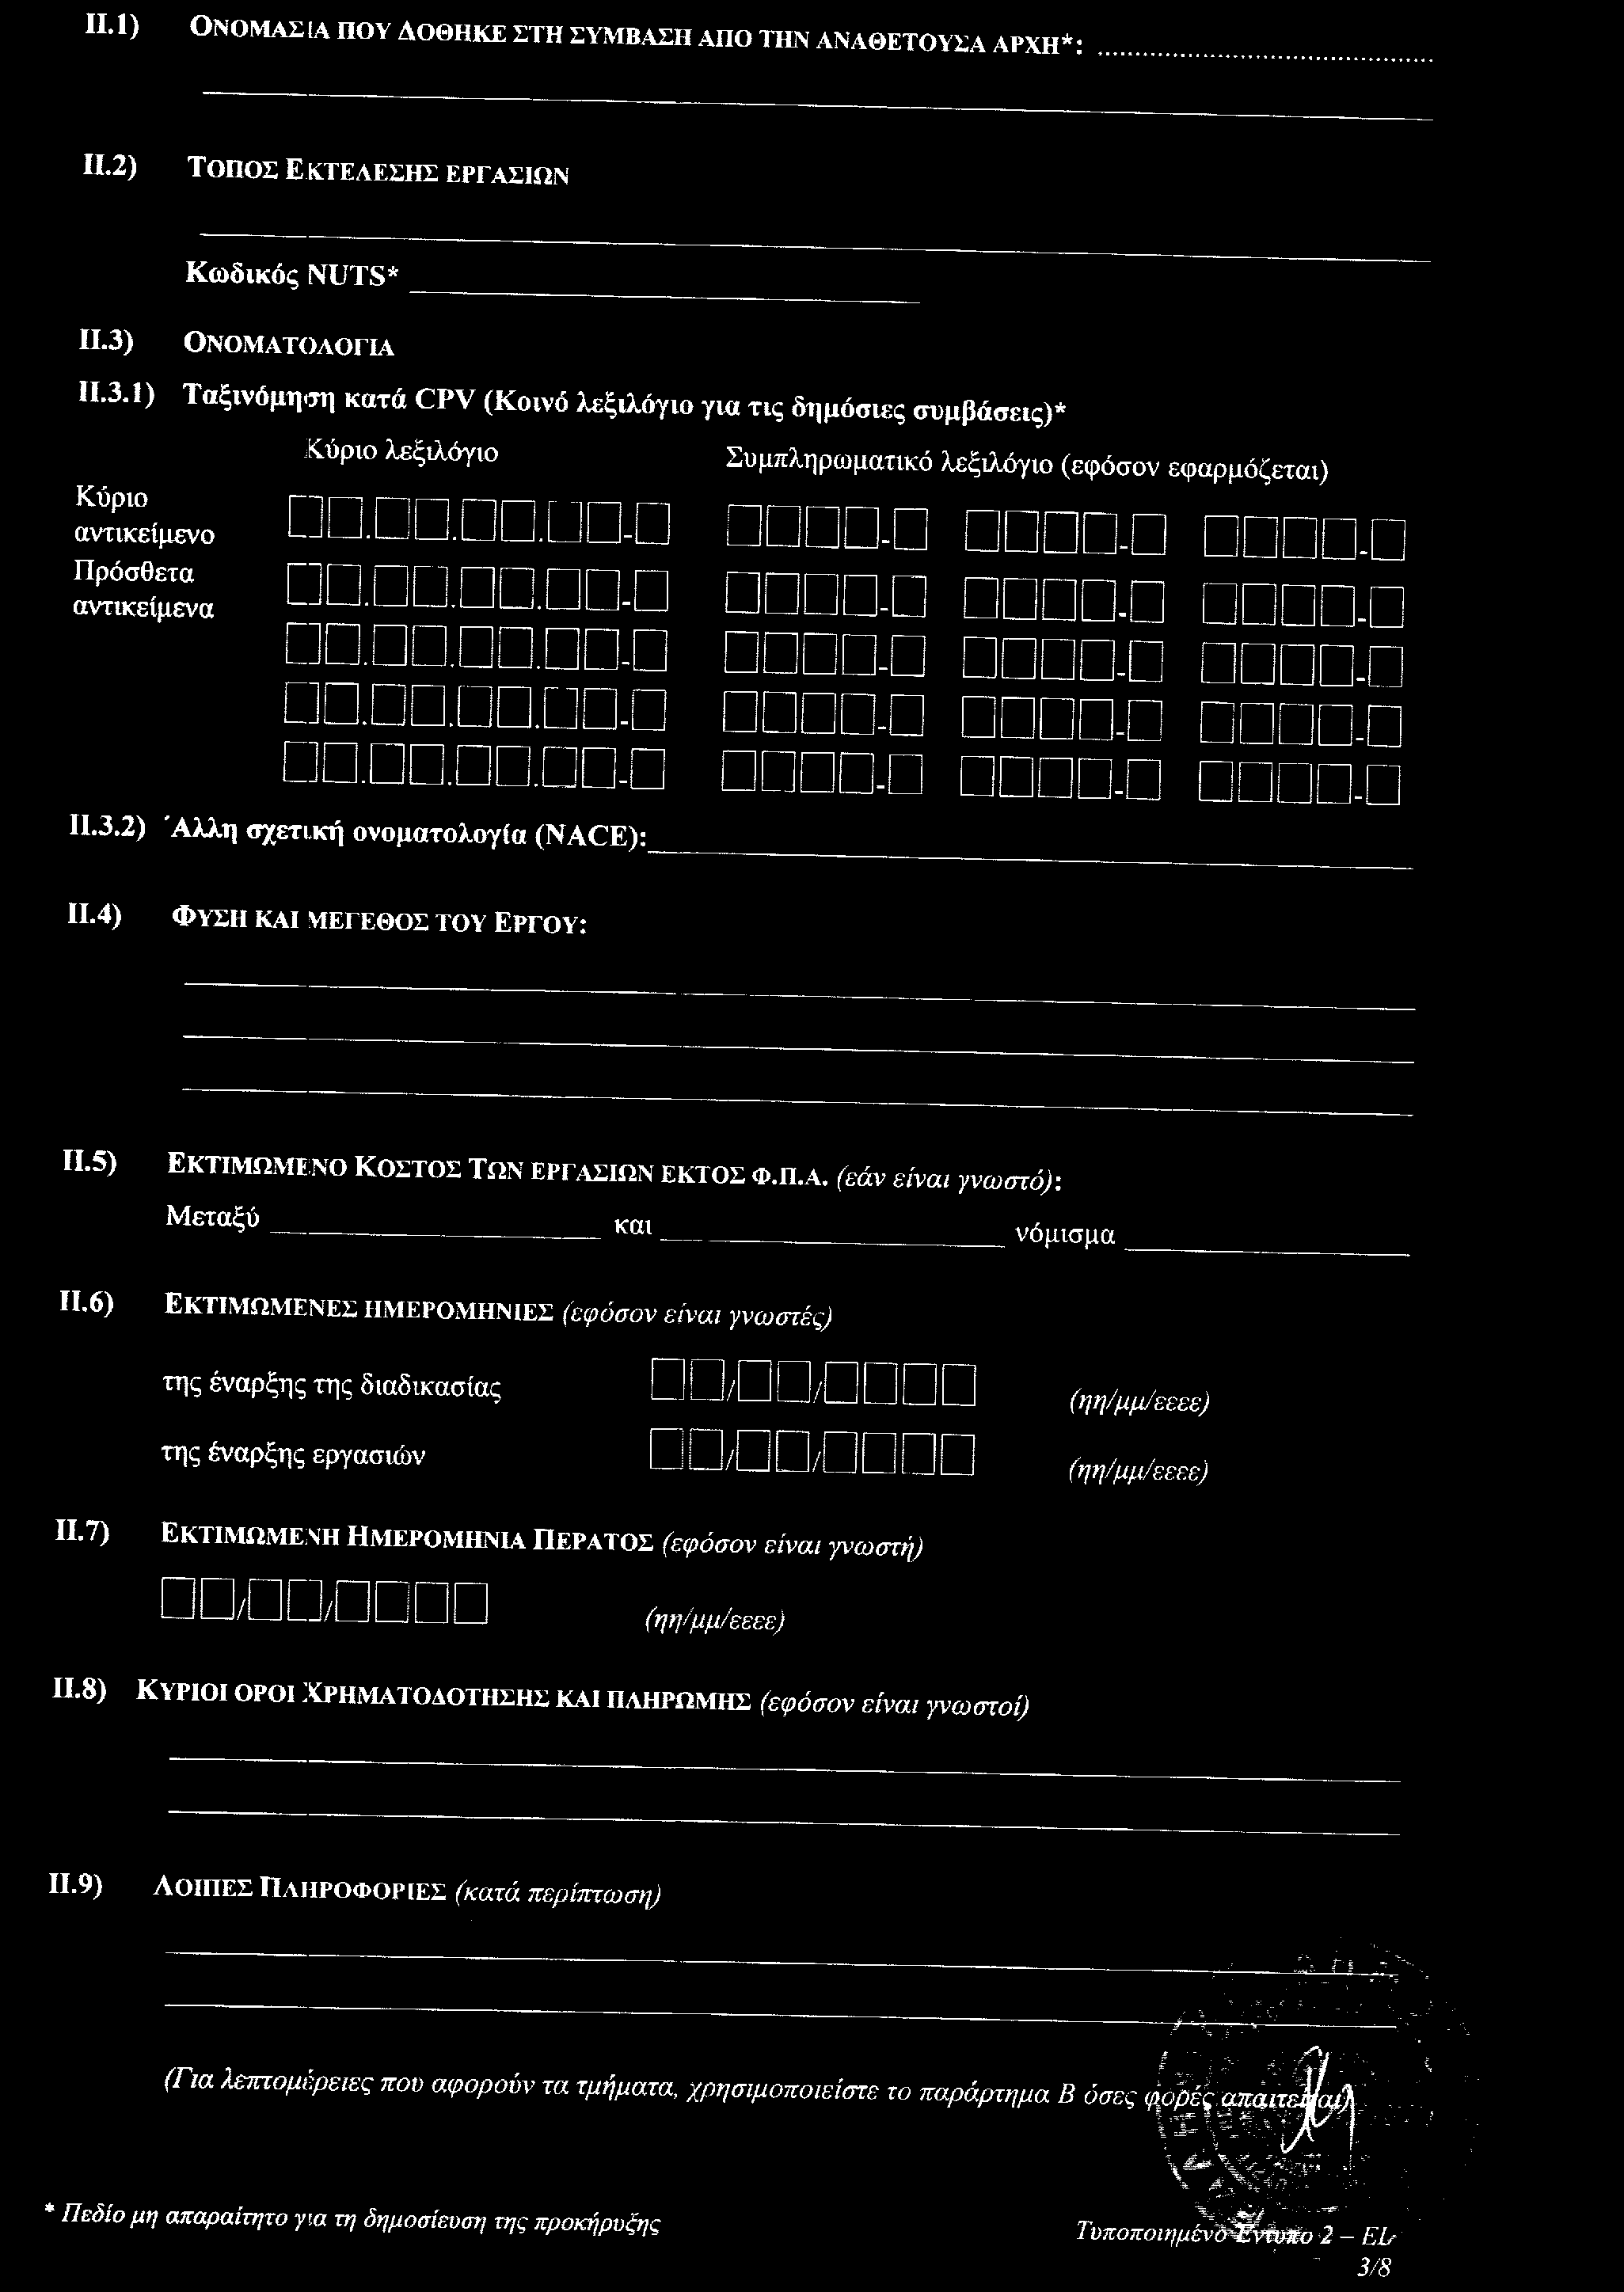 II.1) ΟΝΟΜΑΣΙΑ ΠΟΥ ΔΟΘΗΚΕ ΣΤΗ ΣΥΜΒΑΣΗ ΑΠΟ ΤΗΝ ΑΝΑΘΕΤΟΥΣΑ ΑΡΧΗ*: ..........
II.2) ΤΟΠΟΣ ΕΚΤΕΛΕΣΗΣ ΕΡΓΑΣΙΩΝ
Κωδικός NUTS*
II.3) ΟΝΟΜΑΤΟΛΟΓΙΑ
II.3.1) Ταξινόμηση κατά CPV (Κοινό λεξιλόγιο για τις δημόσιες συμβάσεις)*
Κύριο λεξιλόγιο Συμπληρωματικό λεξιλόγιο (εφόσον εφαρμόζεται)
Κύριο
αντικείμενο □□.□□.□□.□□-□ □□□□-□ □□□□-□ □□□□-□
Πρόσθετα
αντικείμενα □□.□□.□□.□□-□ □□□□-□ □□□□-□ □□□□-□
□□.□□.□□.□□-□ □□□□-□ □□□□-□ □□□□-□
□□.□□.□□.□□-□ □□□□-□ □□□□-□ □□□□-□
□□.□□.□□.□□-□ □□□□-□ □□□□-□ □□□□-□
II.3.2) Άλλη σχετική ονοματολογία (NACE):
II.4) ΦΥΣΗ ΚΑΙ ΜΕΓΕΘΟΣ ΤΟΥ ΕΡΓΟΥ:
II.5) ΕΚΤΙΜΩΜΕΝΟ ΚΟΣΤΟΣ ΤΩΝ ΕΡΓΑΣΙΩΝ ΕΚΤΟΣ Φ.Π.Α. (εάν είναι γνωστό):
Μεταξύ και νόμισμα
II.6) ΕΚΤΙΜΩΜΕΝΕΣ ΗΜΕΡΟΜΗΝΙΕΣ (εφόσον είναι γνωστές)
της έναρξης της διαδικασίας □□/□□/□□□□ (ηη/μμ/εεεε)
της έναρξης εργασιών □□/□□/□□□□ (ηη/μμ/εεεε)
II.7) ΕΚΤΙΜΩΜΕΝΗ ΗΜΕΡΟΜΗΝΙΑ ΠΕΡΑΤΟΣ (εφόσον είναι γνωστή)
□□/□□/□□□□ (ηη/μμ/εεεε)
II.8) ΚΥΡΙΟΙ ΟΡΟΙ ΧΡΗΜΑΤΟΔΟΤΗΣΗΣ ΚΑΙ ΠΛΗΡΩΜΗΣ (εφόσον είναι γνωστοί)
II.9) ΛΟΙΠΕΣ ΠΛΗΡΟΦΟΡΙΕΣ (κατά περίπτωση)
(Για λεπτομέρειες που αφορούν τα τμήματα, χρησιμοποιείστε το παράρτημα Β όσες φορές απαιτείται)
* Πεδίο μη απαραίτητο για τη δημοσίευση της προκήρυξης
Τυποποιημένο Έντυπο 2 – EL
3/8